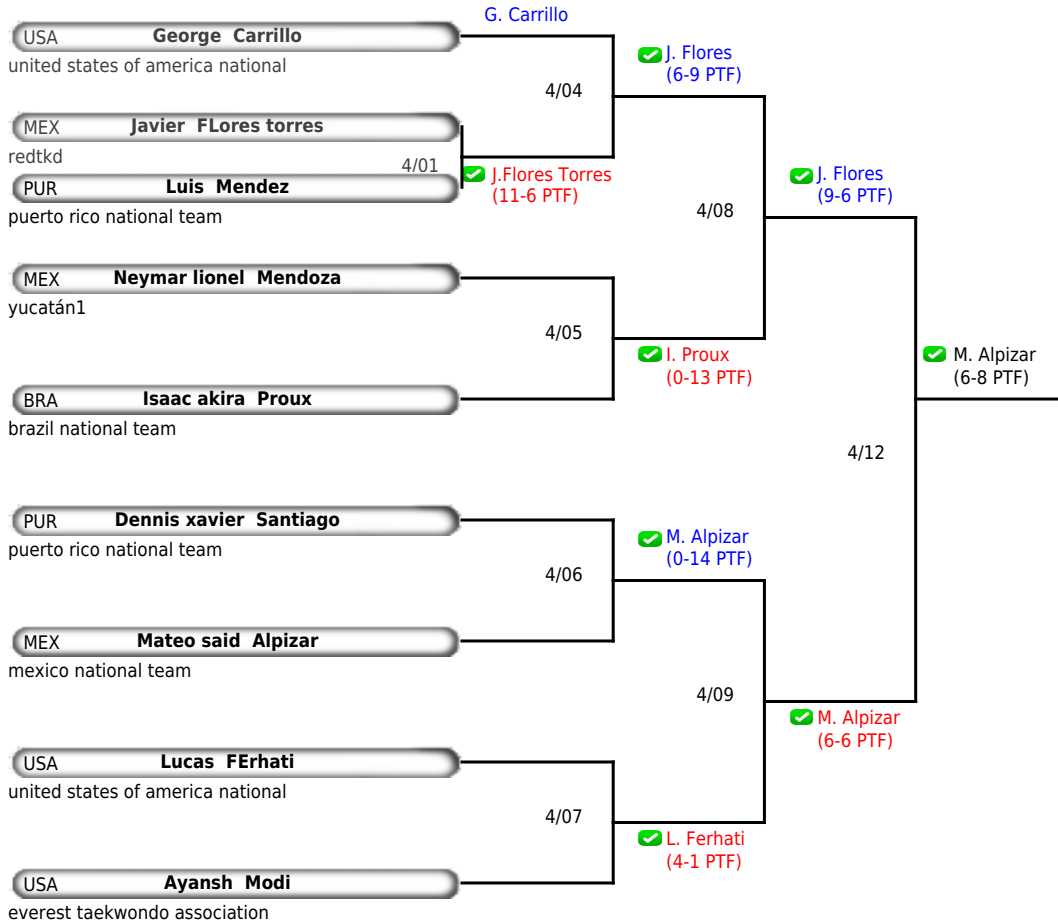 G. Carrillo
USA George Carrillo
united states of america national
J. Flores
(6-9 PTF)
4/04
MEX Javier FLores torres
redtkd
4/01
J.Flores Torres
(11-6 PTF)
PUR Luis Mendez
puerto rico national team
J. Flores
(9-6 PTF)
4/08
MEX Neymar lionel Mendoza
yucatán1
4/05
I. Proux
(0-13 PTF)
M. Alpizar
(6-8 PTF)
BRA Isaac akira Proux
brazil national team
4/12
PUR Dennis xavier Santiago
puerto rico national team
M. Alpizar
(0-14 PTF)
4/06
MEX Mateo said Alpizar
mexico national team
4/09
M. Alpizar
(6-6 PTF)
USA Lucas FErhati
united states of america national
4/07
L. Ferhati
(4-1 PTF)
USA Ayansh Modi
everest taekwondo association